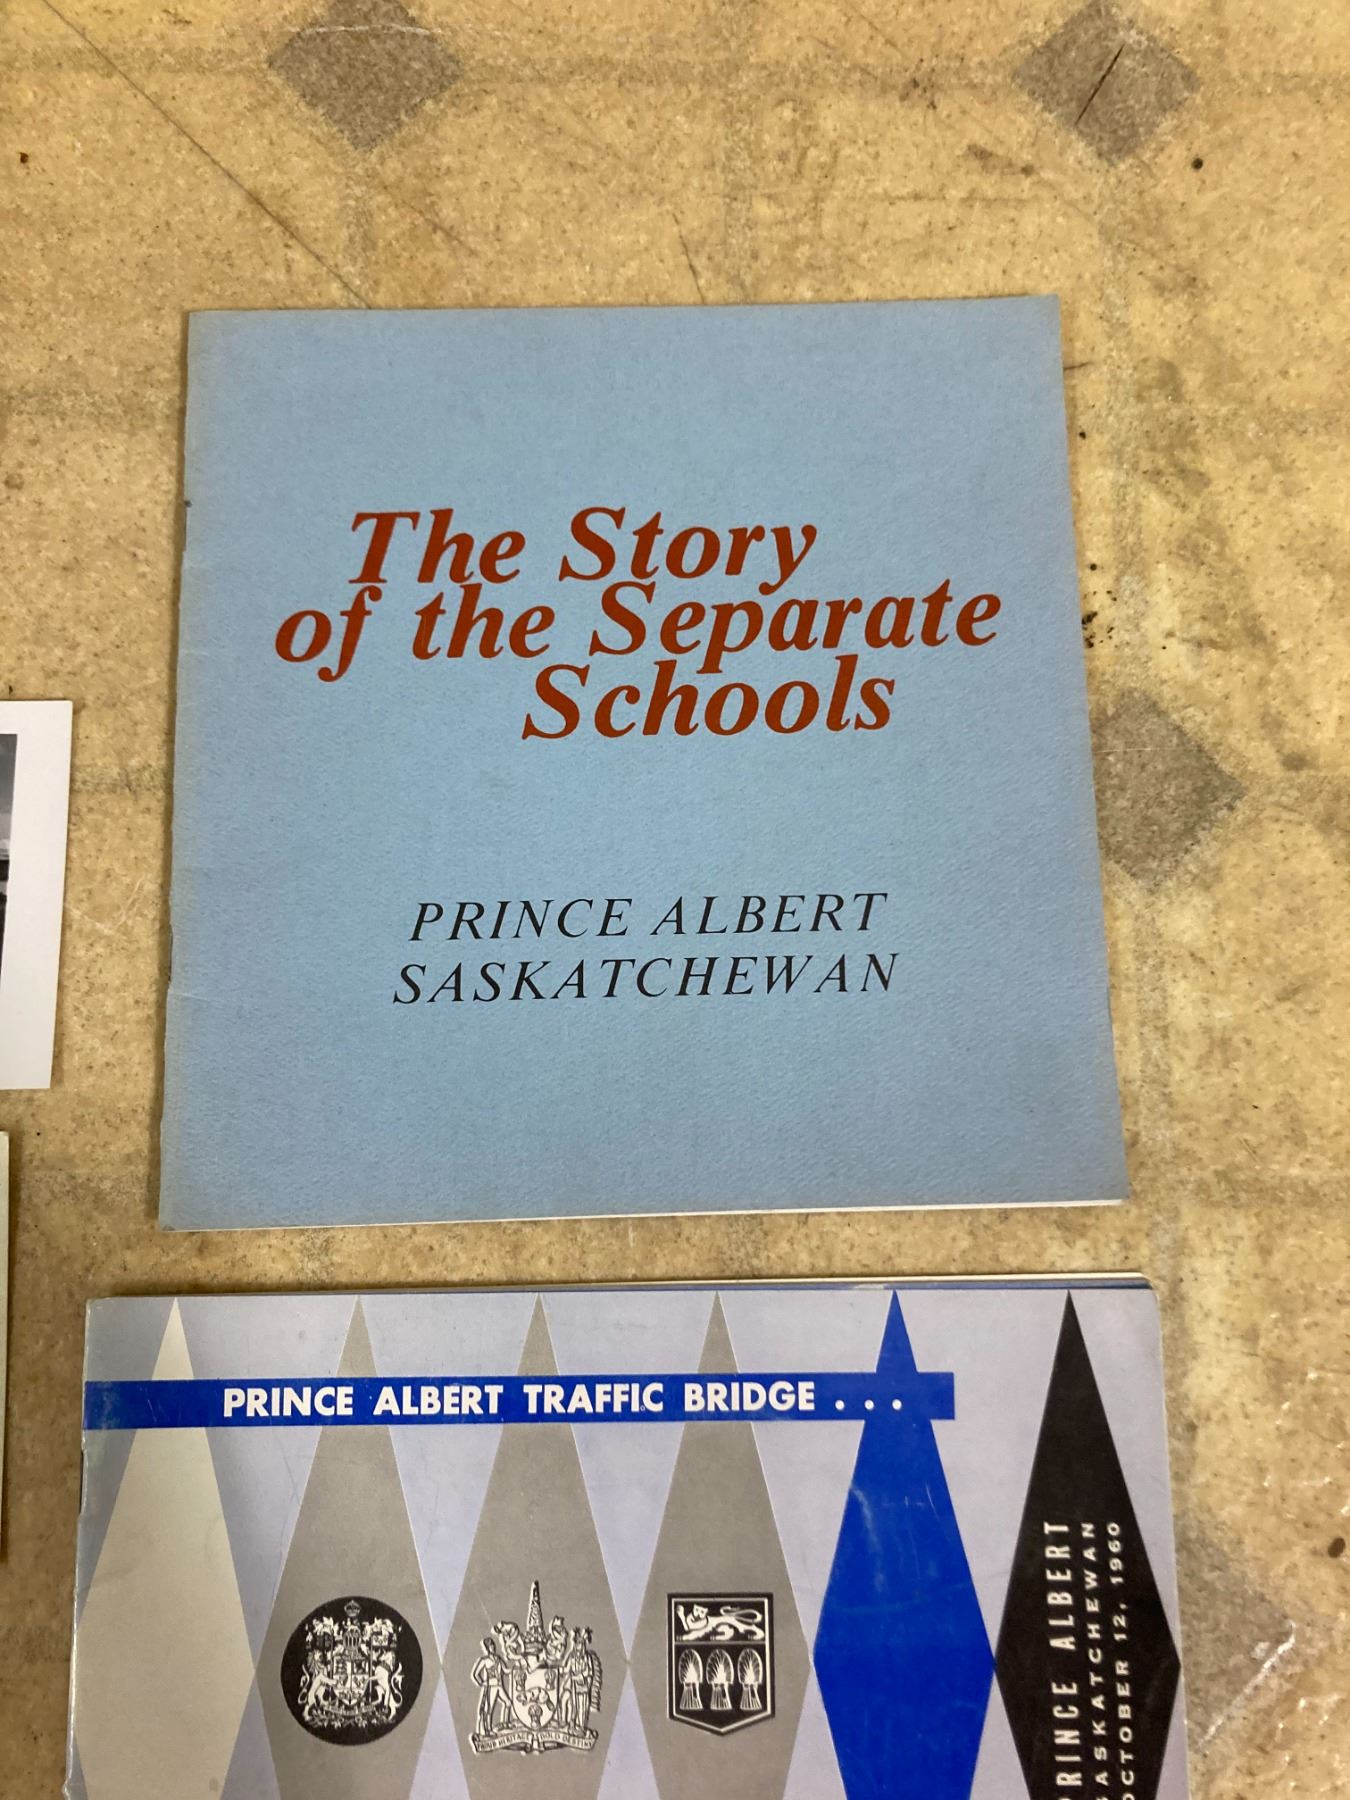 The Story
of the Separate
Schools
PRINCE ALBERT
SASKATCHEWAN
PRINCE ALBERT TRAFFIC BRIDGE . . .
PRINCE ALBERT
SASKATCHEWAN
OCTOBER 12, 1960